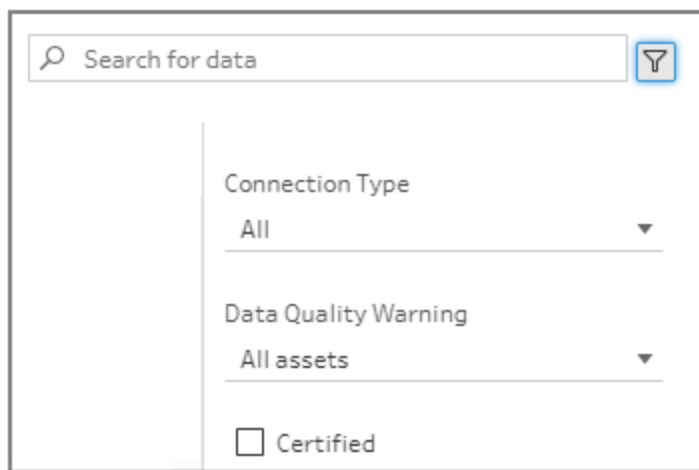 Search for data
Connection Type
All
Data Quality Warning
All assets
Certified